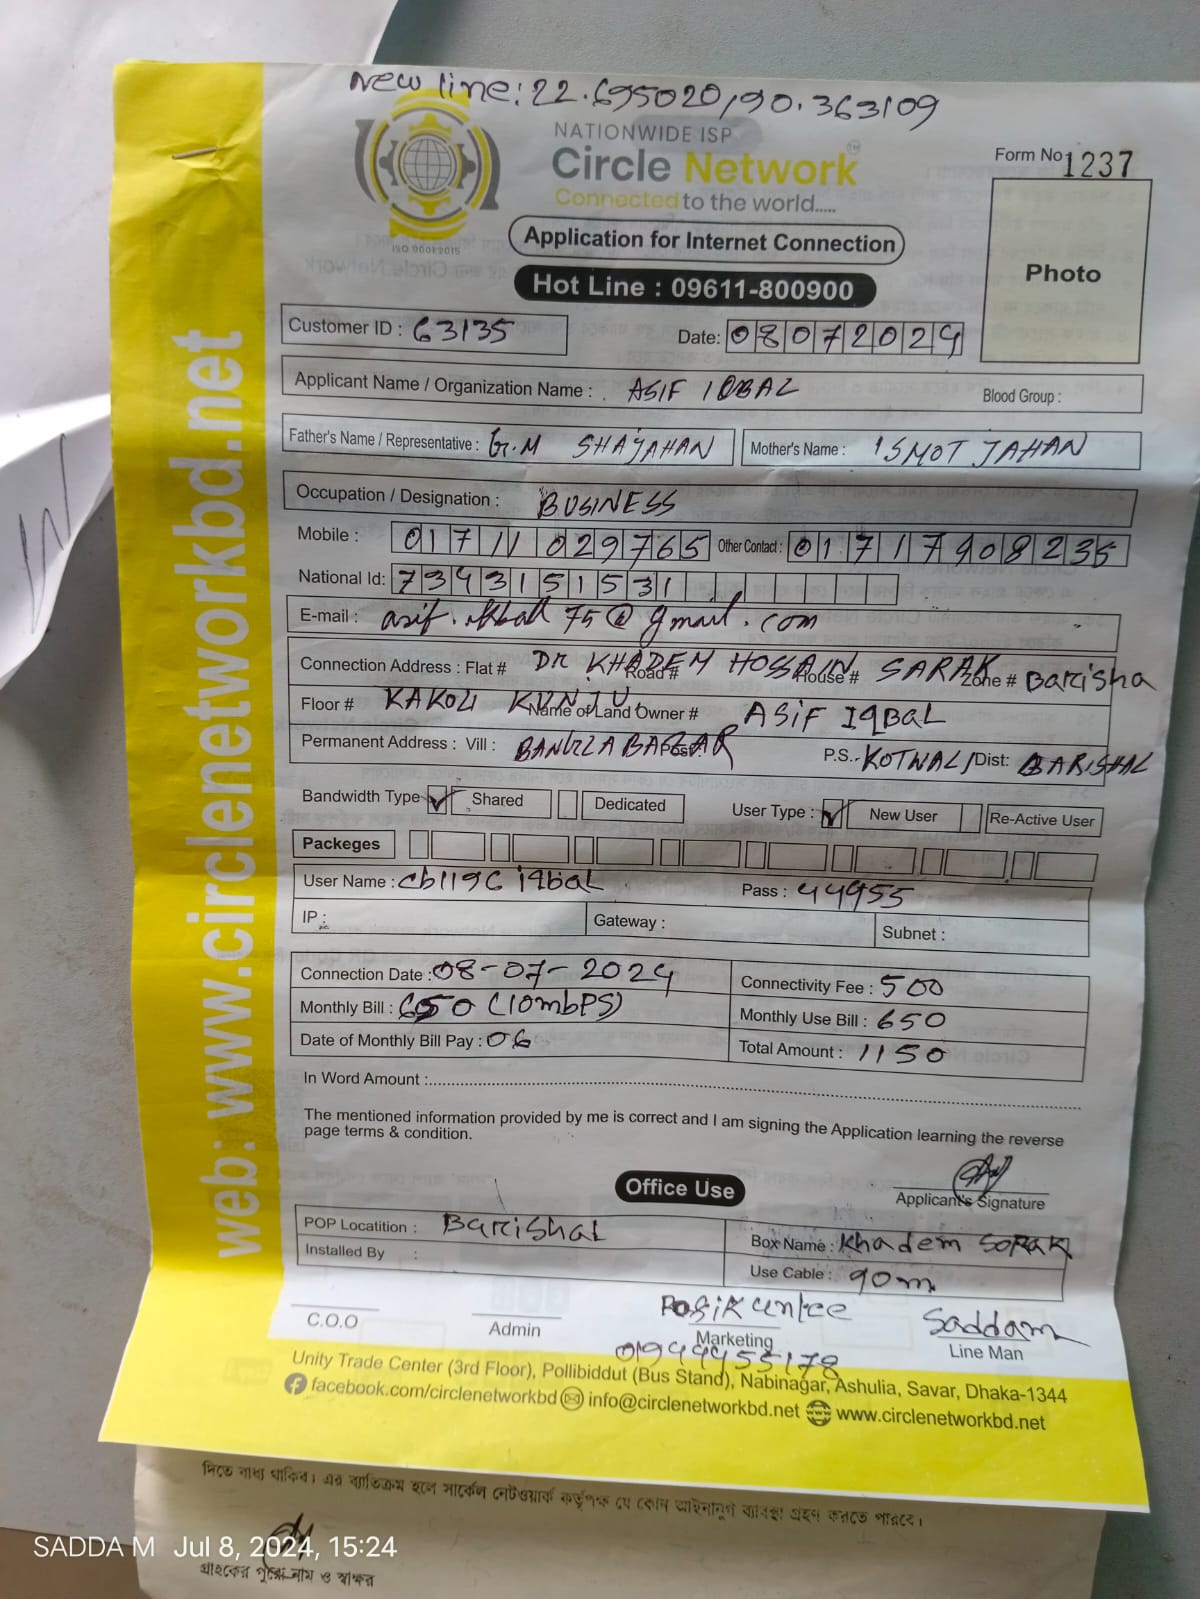 New line: 22.695020, 90.363109
NATIONWIDE ISP
Circle Network
Connected to the world.....
ISO 9001:2015
Form No 1237
Photo
Application for Internet Connection
Hot Line : 09611-800900
Customer ID : 63135 Date: 08072024
Applicant Name / Organization Name : ASIF IQBAL Blood Group :
Father's Name / Representative : G.M SHAJAHAN Mother's Name : ISMOT JAHAN
Occupation / Designation : BUSINESS
Mobile : 01711029765 Other Contact : 01717908235
National Id: 7343151531
E-mail : asif.ikball75@gmail.com
Connection Address : Flat # DR KHADEM HOSSAIN SARAK Road # House # Zone # Barisha
Floor # KAKOLI KUNJU Name of Land Owner # ASIF IQBAL
Permanent Address : Vill : BANGLA BAZAR Post: P.S.- KOTWALI Dist: BARISHAL
Bandwidth Type Shared Dedicated User Type : New User Re-Active User
Packeges
User Name : cb119c iqbal Pass : 44955
IP : Gateway : Subnet :
Connection Date : 08-07-2024 Connectivity Fee : 500
Monthly Bill : 650 (10mbPS) Monthly Use Bill : 650
Date of Monthly Bill Pay : 06 Total Amount : 1150
In Word Amount :
The mentioned information provided by me is correct and I am signing the Application learning the reverse
page terms & condition.
Applicant's Signature
Office Use
POP Locatition : Barishal Box Name : Khadem SORAK
Installed By : Use Cable : 90m
C.O.O Admin Marketing Saddam Line Man
01944455178
Unity Trade Center (3rd Floor), Pollibiddut (Bus Stand), Nabinagar, Ashulia, Savar, Dhaka-1344
facebook.com/circlenetworkbd info@circlenetworkbd.net www.circlenetworkbd.net
web: www.circlenetworkbd.net
দিতে বাধ্য থাকিব। এর ব্যতিক্রম হলে সার্কেল নেটওয়ার্ক কর্তৃপক্ষ যে কোন আইনানুগ ব্যবস্থা গ্রহণ করতে পারবে।
গ্রাহকের পুরো নাম ও স্বাক্ষর
SADDA M Jul 8, 2024, 15:24